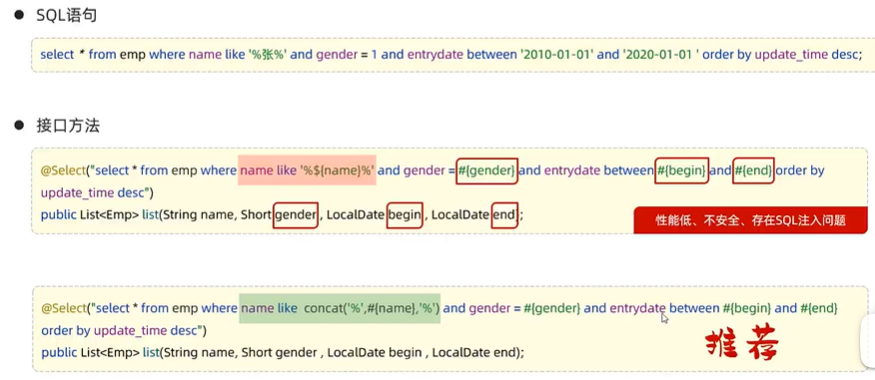 SQL语句
select * from emp where name like '%张%' and gender = 1 and entrydate between '2010-01-01' and '2020-01-01 ' order by update_time desc;
接口方法
@Select("select * from emp where name like '%${name}%' and gender = #{gender} and entrydate between #{begin} and #{end} order by
update_time desc")
public List<Emp> list(String name, Short gender , LocalDate begin , LocalDate end);
性能低、不安全、存在SQL注入问题
@Select("select * from emp where name like concat('%',#{name},'%') and gender = #{gender} and entrydate between #{begin} and #{end}
order by update_time desc")
public List<Emp> list(String name, Short gender , LocalDate begin , LocalDate end);
推荐